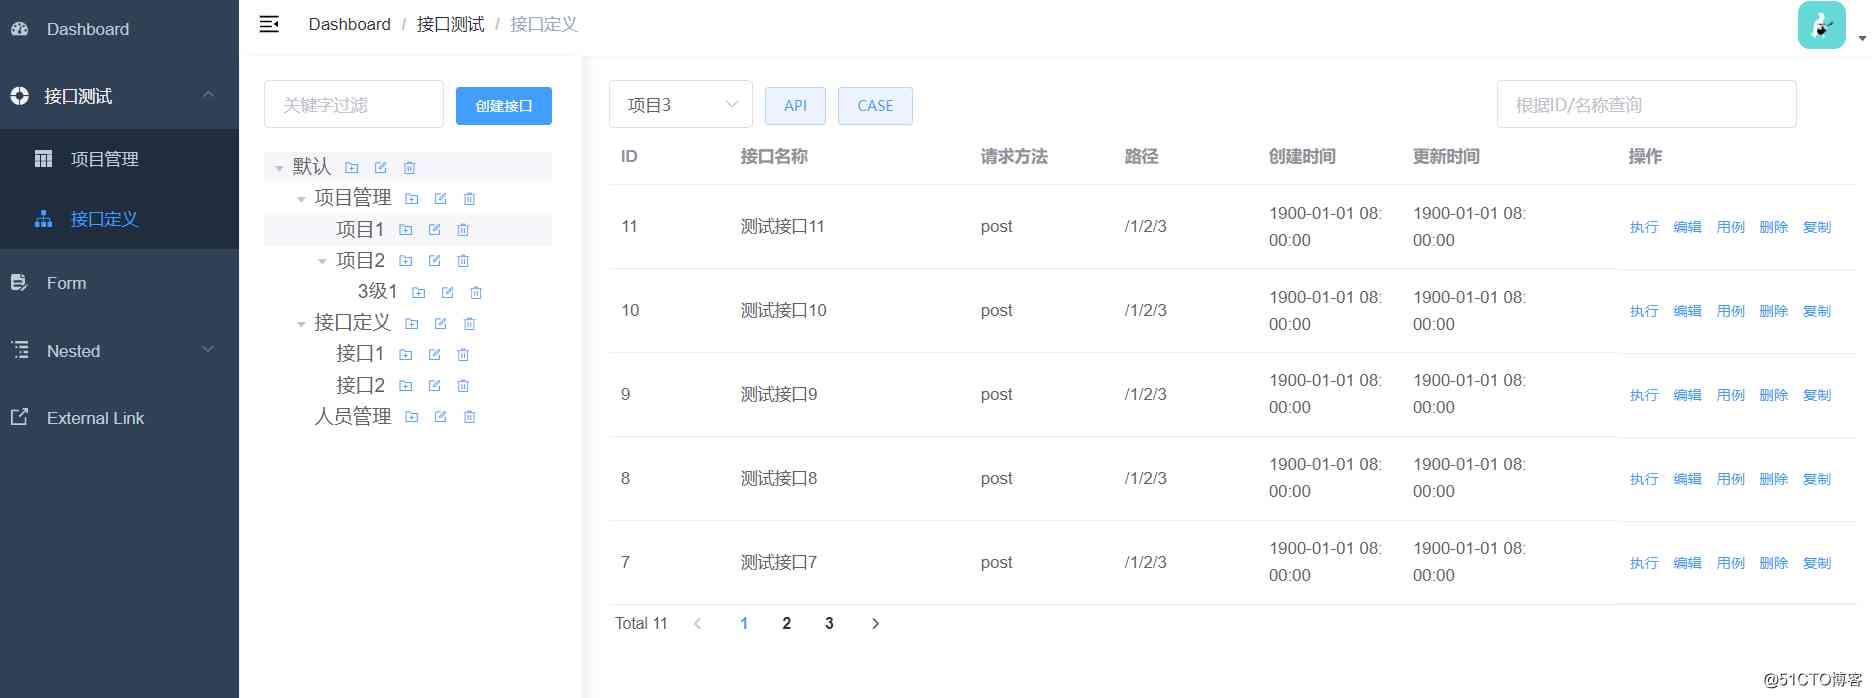 Dashboard
接口测试
项目管理
接口定义
Form
Nested
External Link
Dashboard / 接口测试 / 接口定义
关键字过滤 创建接口
默认
项目管理
项目1
项目2
3级1
接口定义
接口1
接口2
人员管理
项目3 API CASE 根据ID/名称查询
ID 接口名称 请求方法 路径 创建时间 更新时间 操作
11 测试接口11 post /1/2/3 1900-01-01 08:00:00 1900-01-01 08:00:00 执行 编辑 用例 删除 复制
10 测试接口10 post /1/2/3 1900-01-01 08:00:00 1900-01-01 08:00:00 执行 编辑 用例 删除 复制
9 测试接口9 post /1/2/3 1900-01-01 08:00:00 1900-01-01 08:00:00 执行 编辑 用例 删除 复制
8 测试接口8 post /1/2/3 1900-01-01 08:00:00 1900-01-01 08:00:00 执行 编辑 用例 删除 复制
7 测试接口7 post /1/2/3 1900-01-01 08:00:00 1900-01-01 08:00:00 执行 编辑 用例 删除 复制
Total 11 1 2 3
@51CTO博客